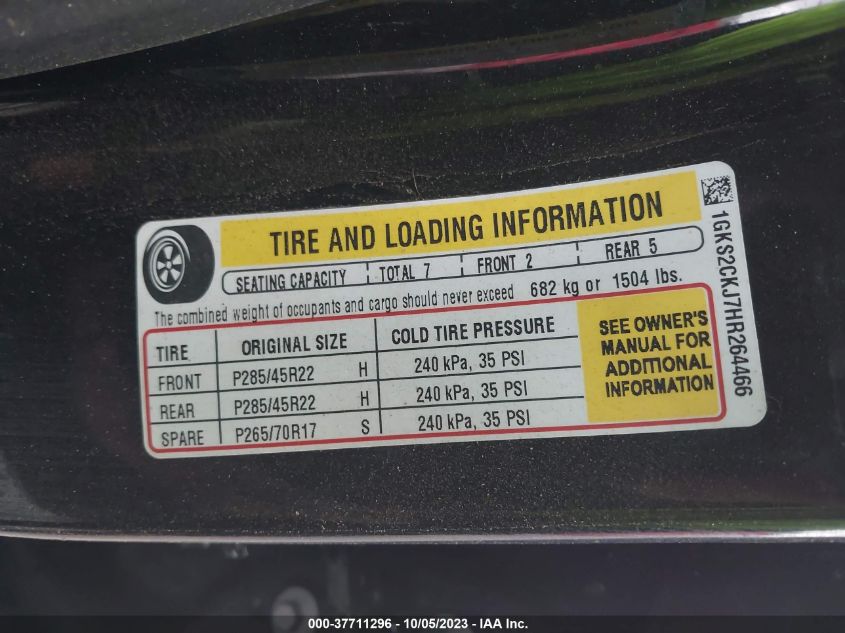 TIRE AND LOADING INFORMATION
SEATING CAPACITY TOTAL 7 FRONT 2 REAR 5
The combined weight of occupants and cargo should never exceed 682 kg or 1504 lbs.
TIRE ORIGINAL SIZE COLD TIRE PRESSURE
FRONT P285/45R22 H 240 kPa, 35 PSI
REAR P285/45R22 H 240 kPa, 35 PSI
SPARE P265/70R17 S 240 kPa, 35 PSI
SEE OWNER'S
MANUAL FOR
ADDITIONAL
INFORMATION
1GKS2CKJ7HR264466
000-37711296 - 10/05/2023 - IAA Inc.